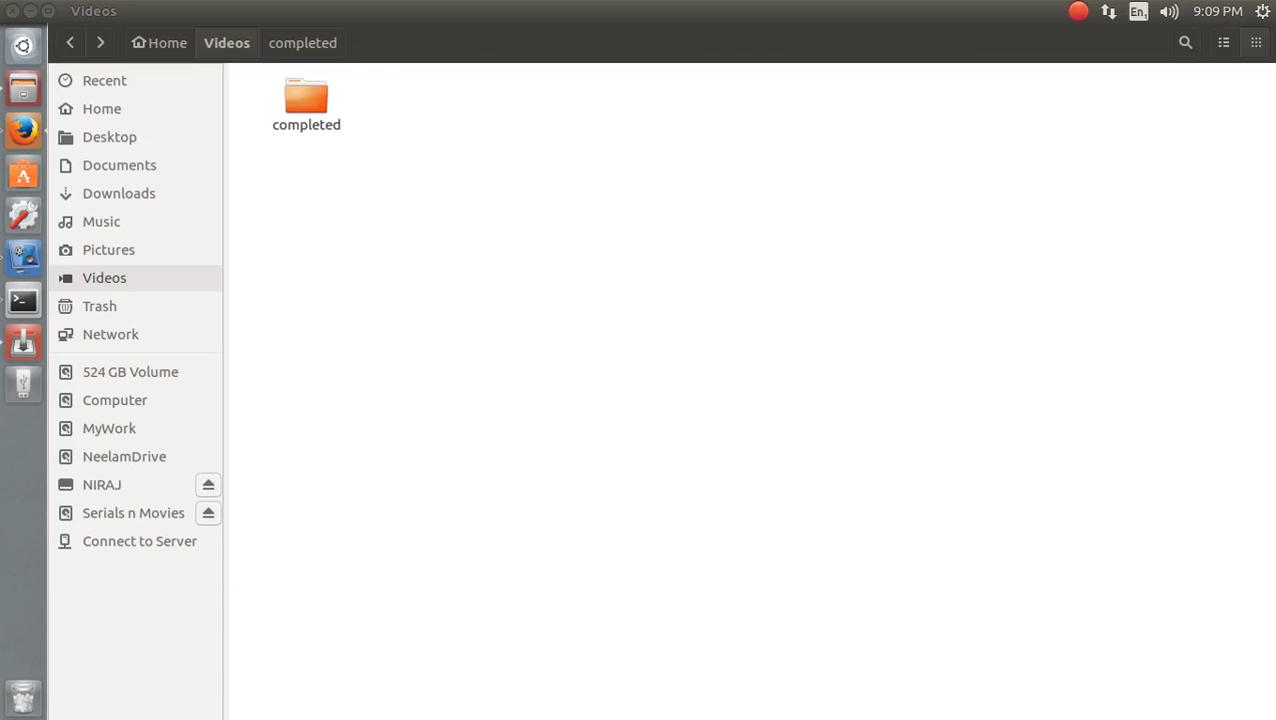 Videos
En1
9:09 PM
Home
Videos
completed
Recent
Home
Desktop
Documents
Downloads
Music
Pictures
Videos
Trash
Network
524 GB Volume
Computer
MyWork
NeelamDrive
NIRAJ
Serials n Movies
Connect to Server
completed